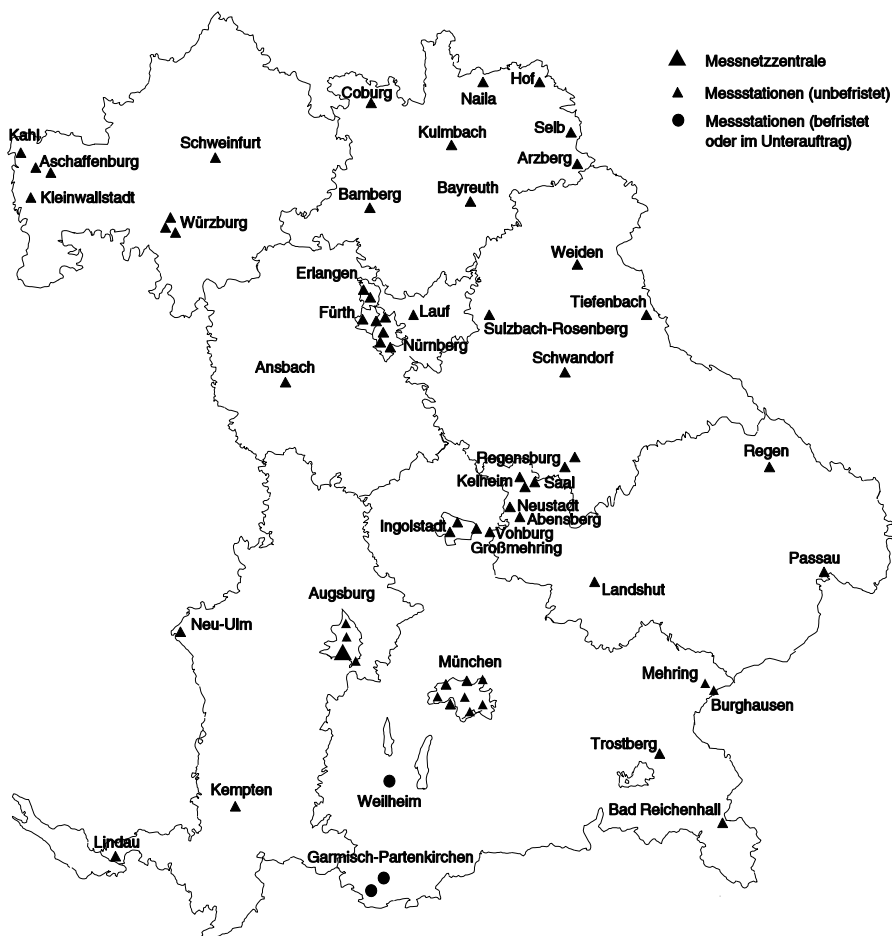 Messnetzzentrale
Messstationen (unbefristet)
Messstationen (befristet
oder im Unterauftrag)
Hof
Naila
Coburg
Kulmbach
Selb
Kahl
Schweinfurt
Aschaffenburg
Arzberg
Kleinwallstadt
Bamberg
Bayreuth
Würzburg
Weiden
Erlangen
Tiefenbach
Fürth
Lauf
Sulzbach-Rosenberg
Nürnberg
Schwandorf
Ansbach
Regensburg
Regen
Kelheim
Saal
Neustadt
Abensberg
Ingolstadt
Vohburg
Großmehring
Passau
Landshut
Augsburg
Neu-Ulm
München
Mehring
Burghausen
Trostberg
Weilheim
Kempten
Bad Reichenhall
Lindau
Garmisch-Partenkirchen